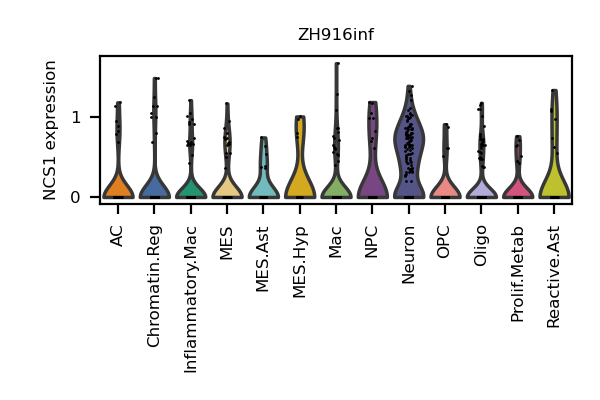 ZH916inf
NCS1 expression
1
0
AC
Chromatin.Reg
Inflammatory.Mac
MES
MES.Ast
MES.Hyp
Mac
NPC
Neuron
OPC
Oligo
Prolif.Metab
Reactive.Ast